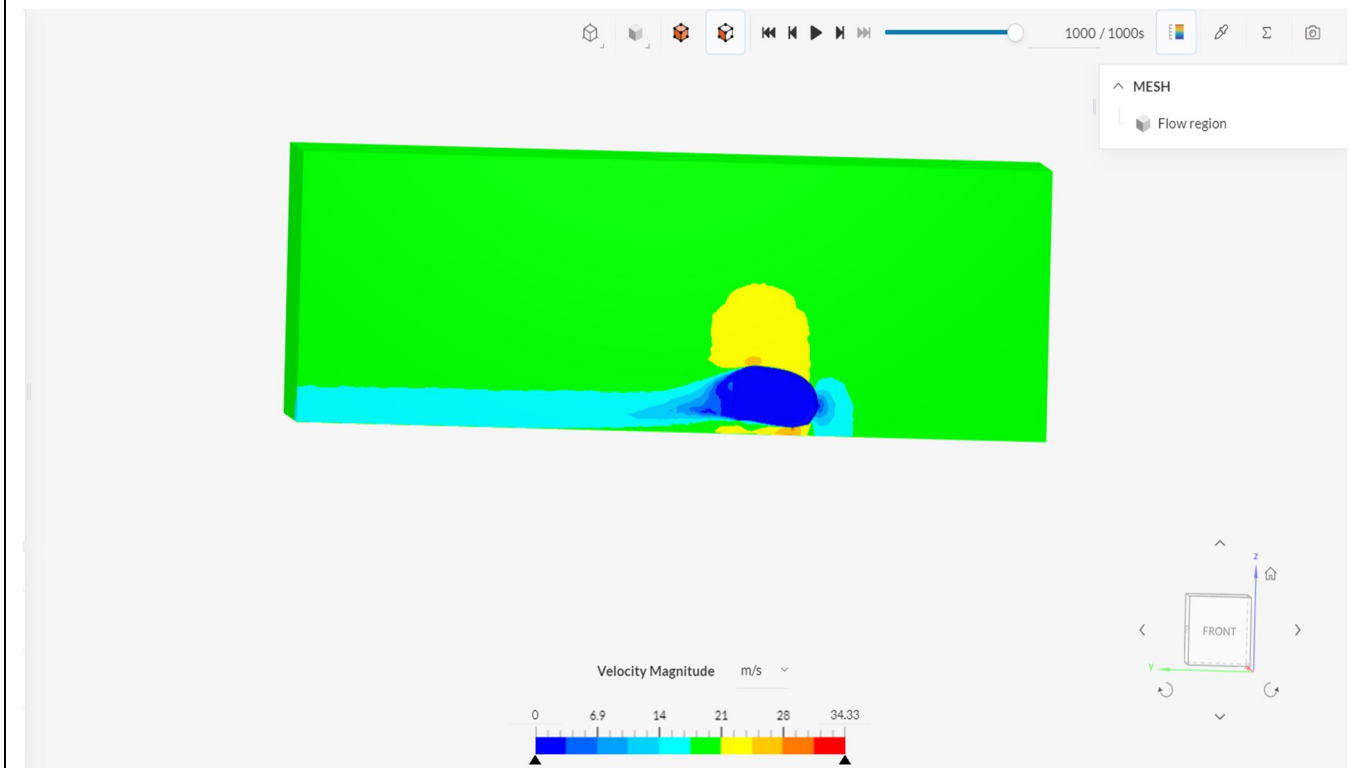 1000 / 1000s
MESH
Flow region
z
FRONT
y
Velocity Magnitude m/s
0 6.9 14 21 28 34.33